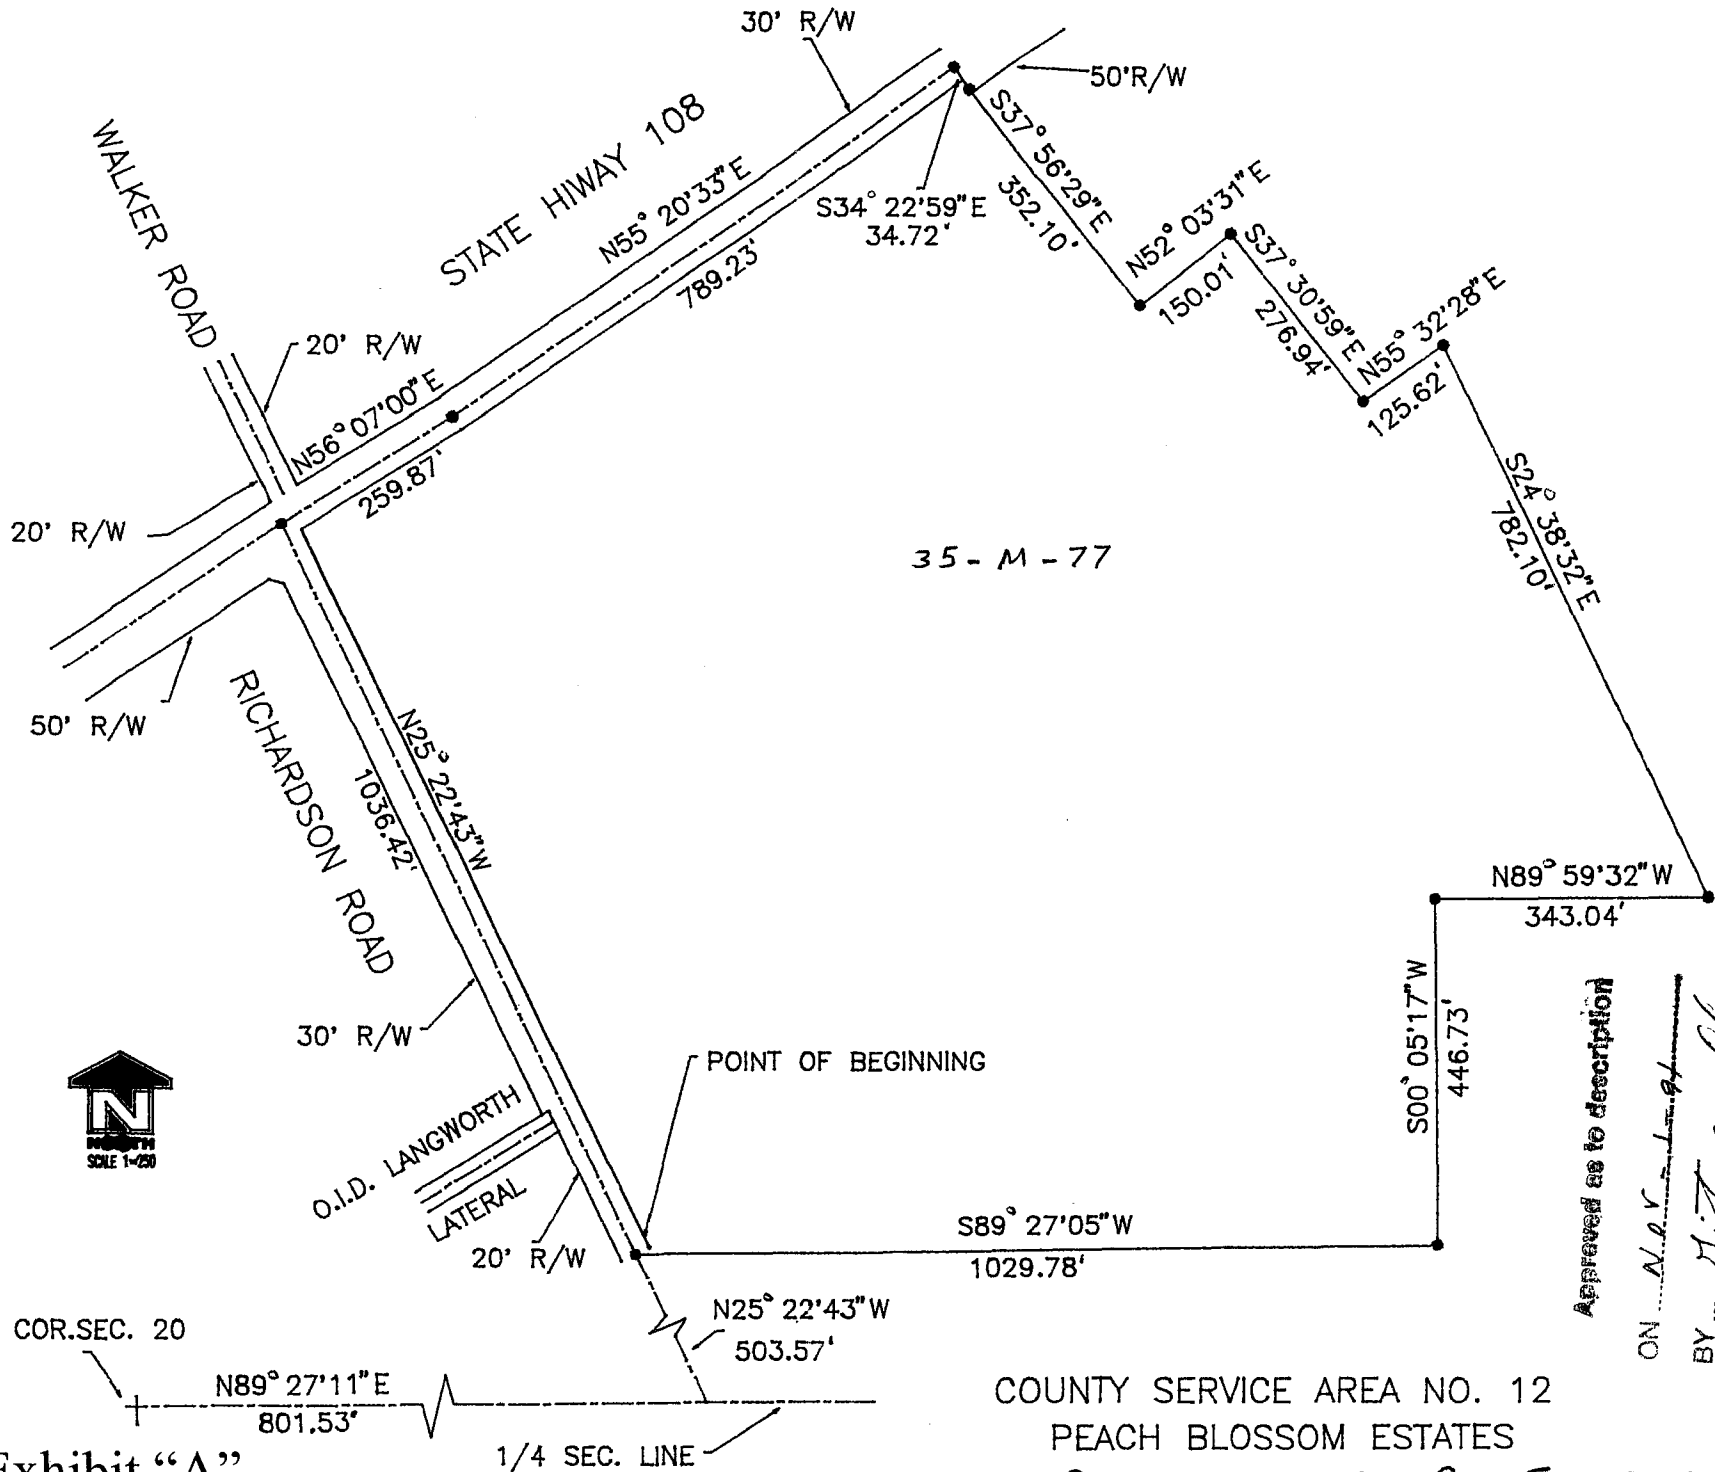 30' R/W
50'R/W
WALKER ROAD
STATE HIWAY 108
N55° 20'33"E
789.23'
S34° 22'59"E
34.72'
S37° 56'29"E
352.10'
N52° 03'31"E
150.01'
S37° 30'59"E
276.94'
N55° 32'28"E
125.62'
20' R/W
N56° 07'00"E
259.87'
20' R/W
S24° 38'32"E
782.10'
35-M-77
50' R/W
RICHARDSON ROAD
N25° 22'43"W
1036.42'
N89° 59'32"W
343.04'
S00° 05'17"W
446.73'
30' R/W
POINT OF BEGINNING
N
NORTH
SCALE 1=250
O.I.D. LANGWORTH
LATERAL
20' R/W
S89° 27'05"W
1029.78'
Approved as to description
ON
BY
N25° 22'43"W
503.57'
COR.SEC. 20
N89° 27'11"E
801.53'
1/4 SEC. LINE
COUNTY SERVICE AREA NO. 12
PEACH BLOSSOM ESTATES
Exhibit "A"